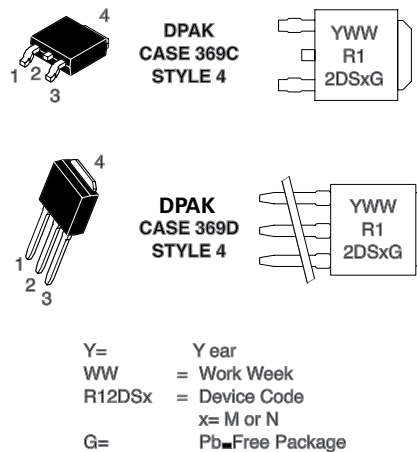 4
1
2
3
DPAK
CASE 369C
STYLE 4
YWW
R1
2DSxG
4
1
2
3
DPAK
CASE 369D
STYLE 4
YWW
R1
2DSxG
Y= Y ear
WW = Work Week
R12DSx = Device Code
x= M or N
G= Pb-Free Package